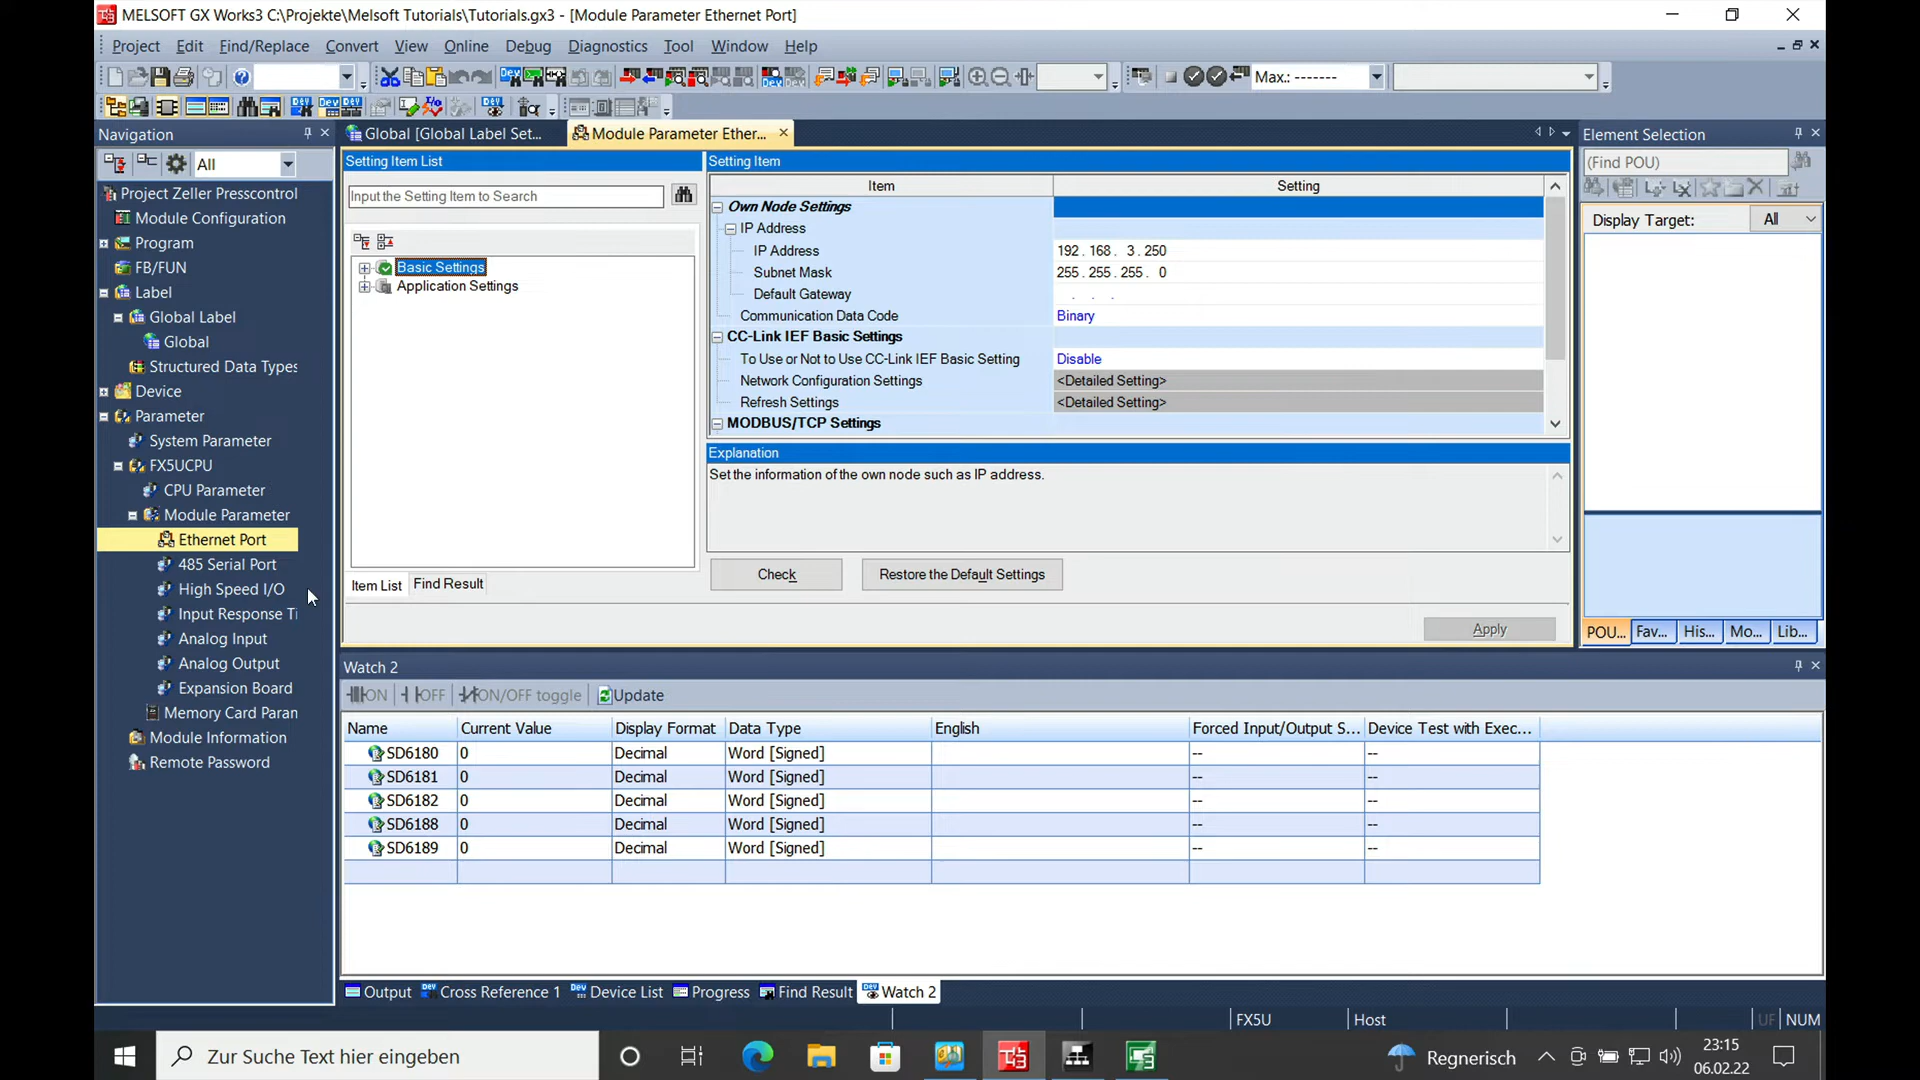 MELSOFT GX Works3 C:\Projekte\Melsoft Tutorials\Tutorials.gx3 - [Module Parameter Ethernet Port]
Project Edit Find/Replace Convert View Online Debug Diagnostics Tool Window Help
Max.: -------
Navigation
All
Project Zeller Presscontrol
Module Configuration
Program
FB/FUN
Label
Global Label
Global
Structured Data Types
Device
Parameter
System Parameter
FX5UCPU
CPU Parameter
Module Parameter
Ethernet Port
485 Serial Port
High Speed I/O
Input Response Ti
Analog Input
Analog Output
Expansion Board
Memory Card Param
Module Information
Remote Password
Global [Global Label Set...
Module Parameter Ether...
Setting Item List
Input the Setting Item to Search
Basic Settings
Application Settings
Item List Find Result
Setting Item
Item Setting
Own Node Settings
IP Address
IP Address 192 . 168 . 3 . 250
Subnet Mask 255 . 255 . 255 . 0
Default Gateway . . .
Communication Data Code Binary
CC-Link IEF Basic Settings
To Use or Not to Use CC-Link IEF Basic Setting Disable
Network Configuration Settings <Detailed Setting>
Refresh Settings <Detailed Setting>
MODBUS/TCP Settings
Explanation
Set the information of the own node such as IP address.
Check Restore the Default Settings
Apply
Element Selection
(Find POU)
Display Target: All
POU... Fav... His... Mo... Lib...
Watch 2
ON OFF ON/OFF toggle Update
Name Current Value Display Format Data Type English Forced Input/Output S... Device Test with Exec...
SD6180 0 Decimal Word [Signed] -- --
SD6181 0 Decimal Word [Signed] -- --
SD6182 0 Decimal Word [Signed] -- --
SD6188 0 Decimal Word [Signed] -- --
SD6189 0 Decimal Word [Signed] -- --
Output Cross Reference 1 Device List Progress Find Result Watch 2
FX5U Host UF NUM
Zur Suche Text hier eingeben
Regnerisch
23:15
06.02.22